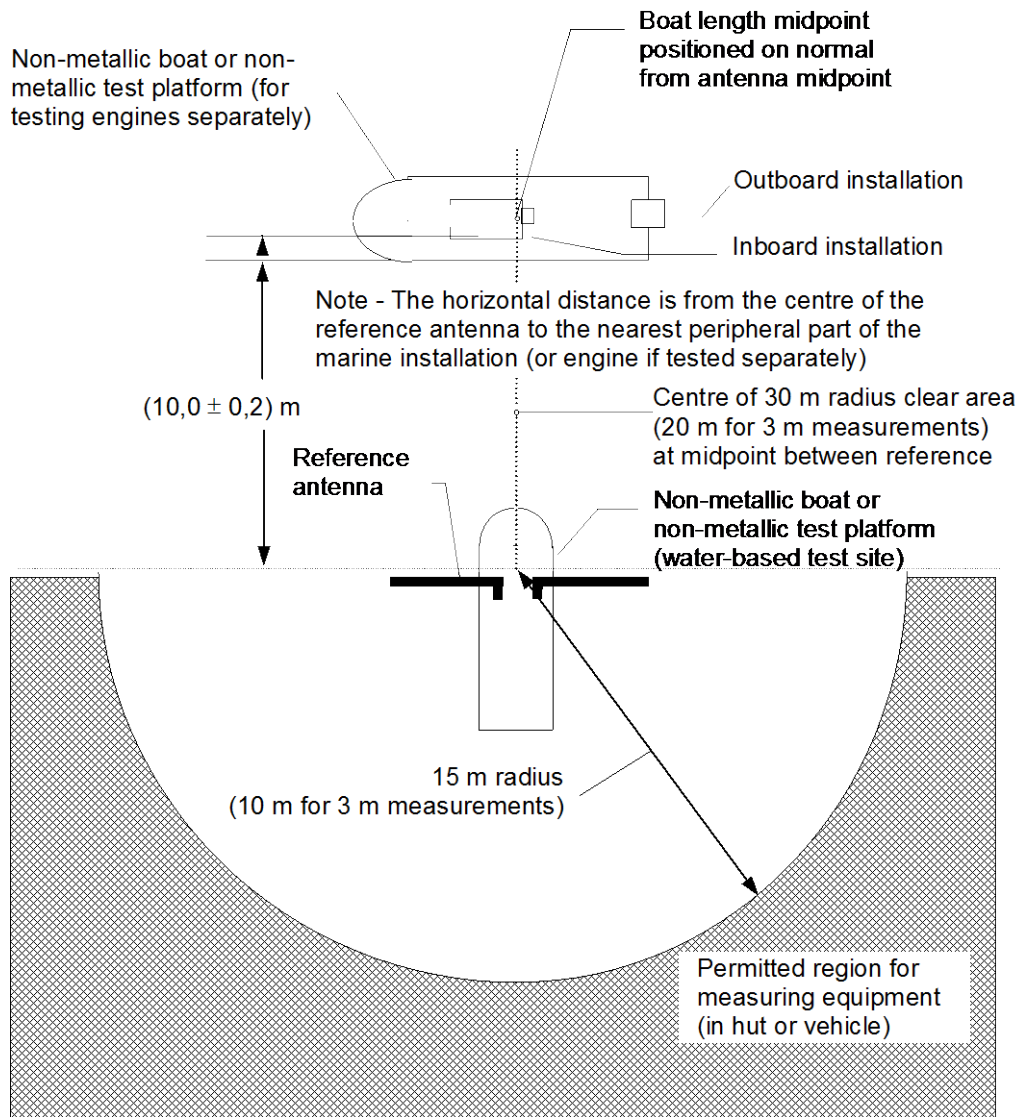 Boat length midpoint
positioned on normal
from antenna midpoint
Non-metallic boat or non-
metallic test platform (for
testing engines separately)
Outboard installation
Inboard installation
Note - The horizontal distance is from the centre of the
reference antenna to the nearest peripheral part of the
marine installation (or engine if tested separately)
(10,0 ± 0,2) m
Centre of 30 m radius clear area
(20 m for 3 m measurements)
at midpoint between reference
Reference
antenna
Non-metallic boat or
non-metallic test platform
(water-based test site)
15 m radius
(10 m for 3 m measurements)
Permitted region for
measuring equipment
(in hut or vehicle)